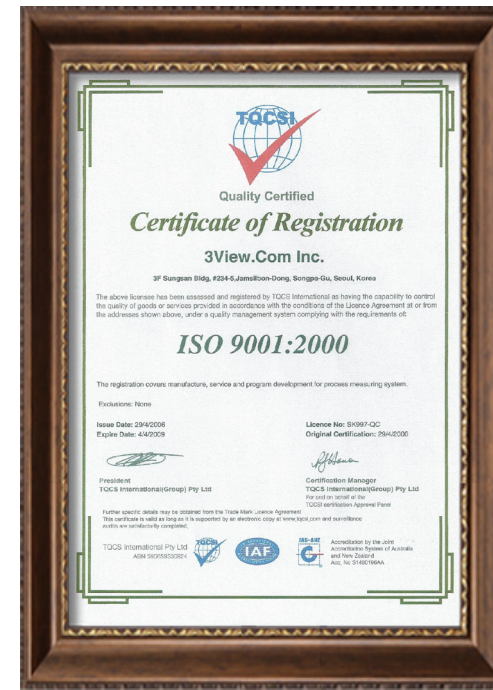 TQCSI
Quality Certified
Certificate of Registration
3View.Com Inc.
3F Sungsan Bldg, #234-5,Jamsilbon-Dong, Songpa-Gu, Seoul, Korea
The above licensee has been assessed and registered by TQCS International as having the capability to control
the quality of goods or services provided in accordance with the conditions of the Licence Agreement at or from
the addresses shown above, under a quality management system complying with the requirements of:
ISO 9001:2000
The registration covers manufacture, service and program development for process measuring system.
Exclusions: None
Issue Date: 29/4/2006
Expire Date: 4/4/2009
Licence No: SK997-QC
Original Certification: 29/4/2000
President
TQCS International(Group) Pty Ltd
Certification Manager
TQCS International(Group) Pty Ltd
For and on behalf of the
TQCSI certification Approval Panel
Further specific details may be obtained from the Trade Mark Licence Agreement
This certificate is valid as long as it is supported by an electronic copy at www.tqcsi.com and surveillance
audits are satisfactorily completed.
TQCS International Pty Ltd
ABN
TQCSI
IAF
JAS-ANZ
Accreditation by the Joint
Accreditation System of Australia
and New Zealand
Acc, No